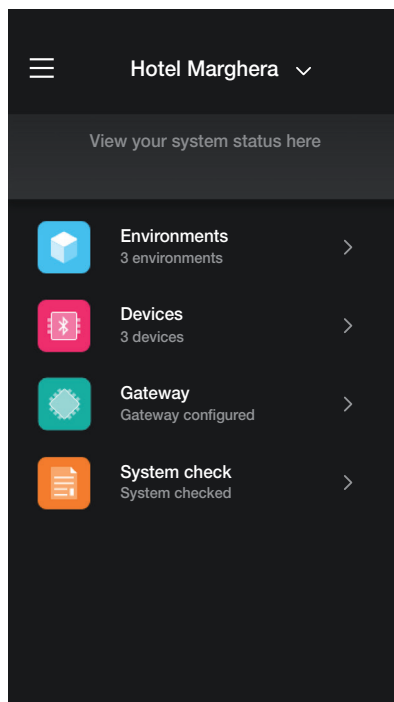 Hotel Marghera
View your system status here
Environments
3 environments
Devices
3 devices
Gateway
Gateway configured
System check
System checked